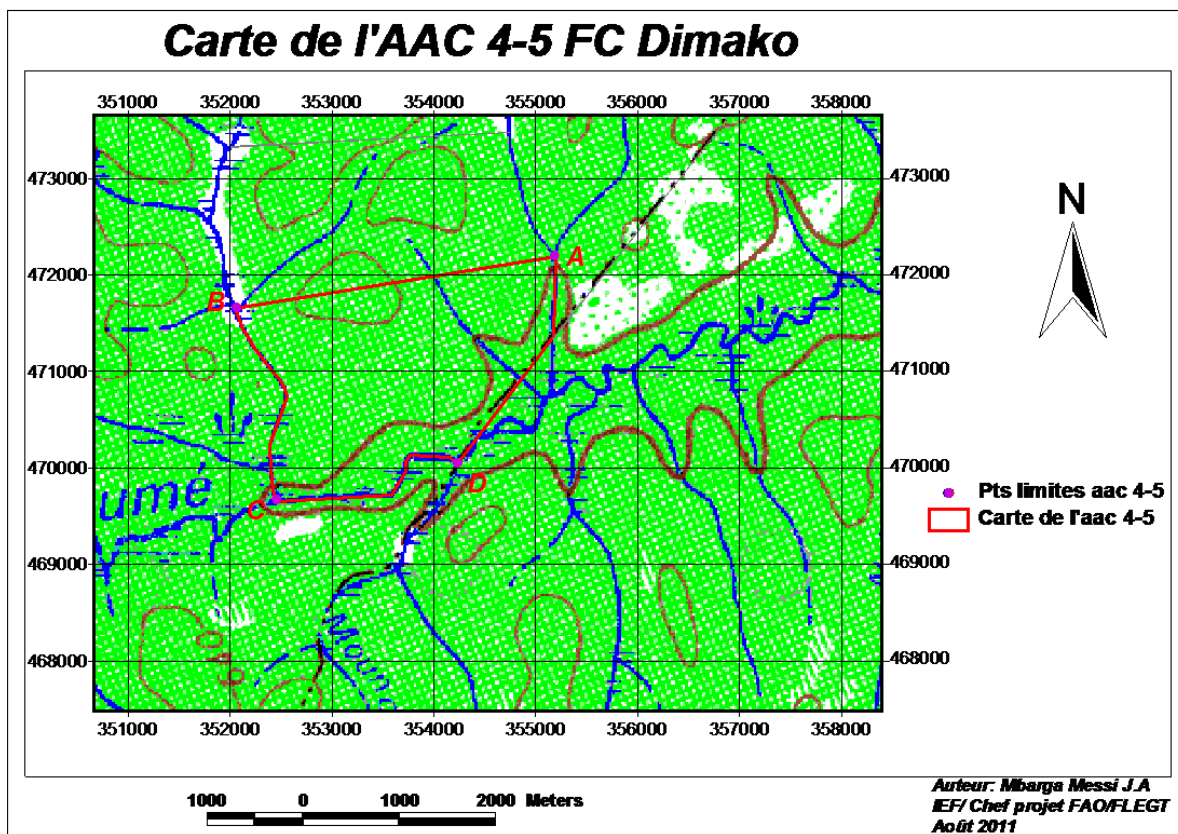 Carte de l'AAC 4-5 FC Dimako
351000 352000 353000 354000 355000 356000 357000 358000
473000 473000
472000 472000
471000 471000
470000 470000
469000 469000
468000 468000
A
B
C
D
umé
Moun
640
N
Pts limites aac 4-5
Carte de l'aac 4-5
351000 352000 353000 354000 355000 356000 357000 358000
1000 0 1000 2000 Meters
Auteur: Mbarga Messi J.A
IEF/ Chef projet FAO/FLEGT
Août 2011